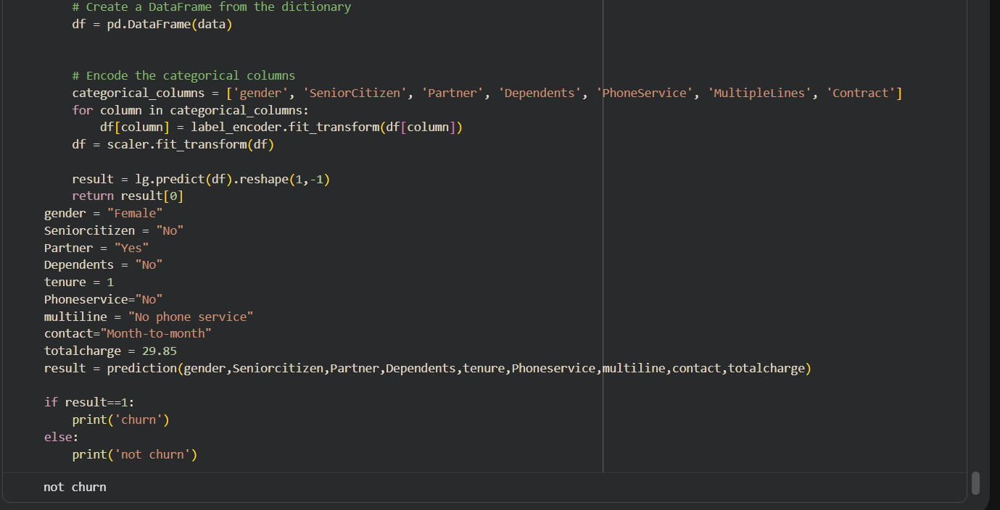 # Create a DataFrame from the dictionary
df = pd.DataFrame(data)
# Encode the categorical columns
categorical_columns = ['gender', 'SeniorCitizen', 'Partner', 'Dependents', 'PhoneService', 'MultipleLines', 'Contract']
for column in categorical_columns:
    df[column] = label_encoder.fit_transform(df[column])
df = scaler.fit_transform(df)
result = lg.predict(df).reshape(1,-1)
return result[0]
gender = "Female"
Seniorcitizen = "No"
Partner = "Yes"
Dependents = "No"
tenure = 1
Phoneservice="No"
multiline = "No phone service"
contact="Month-to-month"
totalcharge = 29.85
result = prediction(gender,Seniorcitizen,Partner,Dependents,tenure,Phoneservice,multiline,contact,totalcharge)
if result==1:
    print('churn')
else:
    print('not churn')
not churn